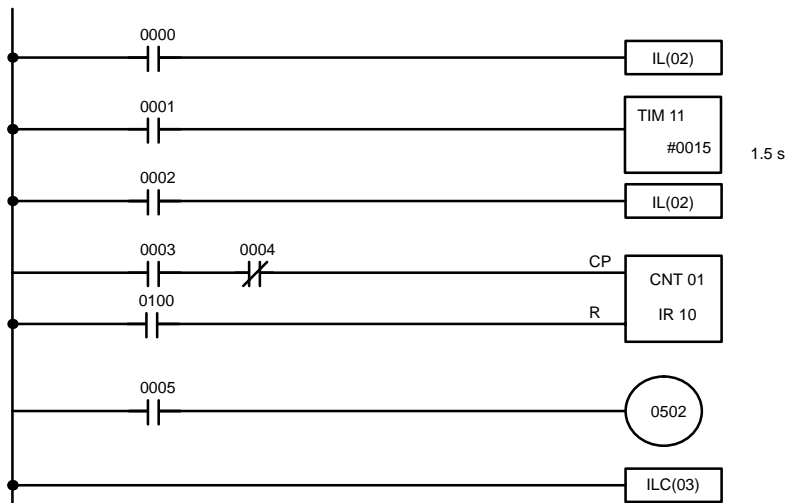 0000
IL(02)
0001
TIM 11
#0015
1.5 s
0002
IL(02)
0003
0004
CP
CNT 01
0100
R
IR 10
0005
0502
ILC(03)